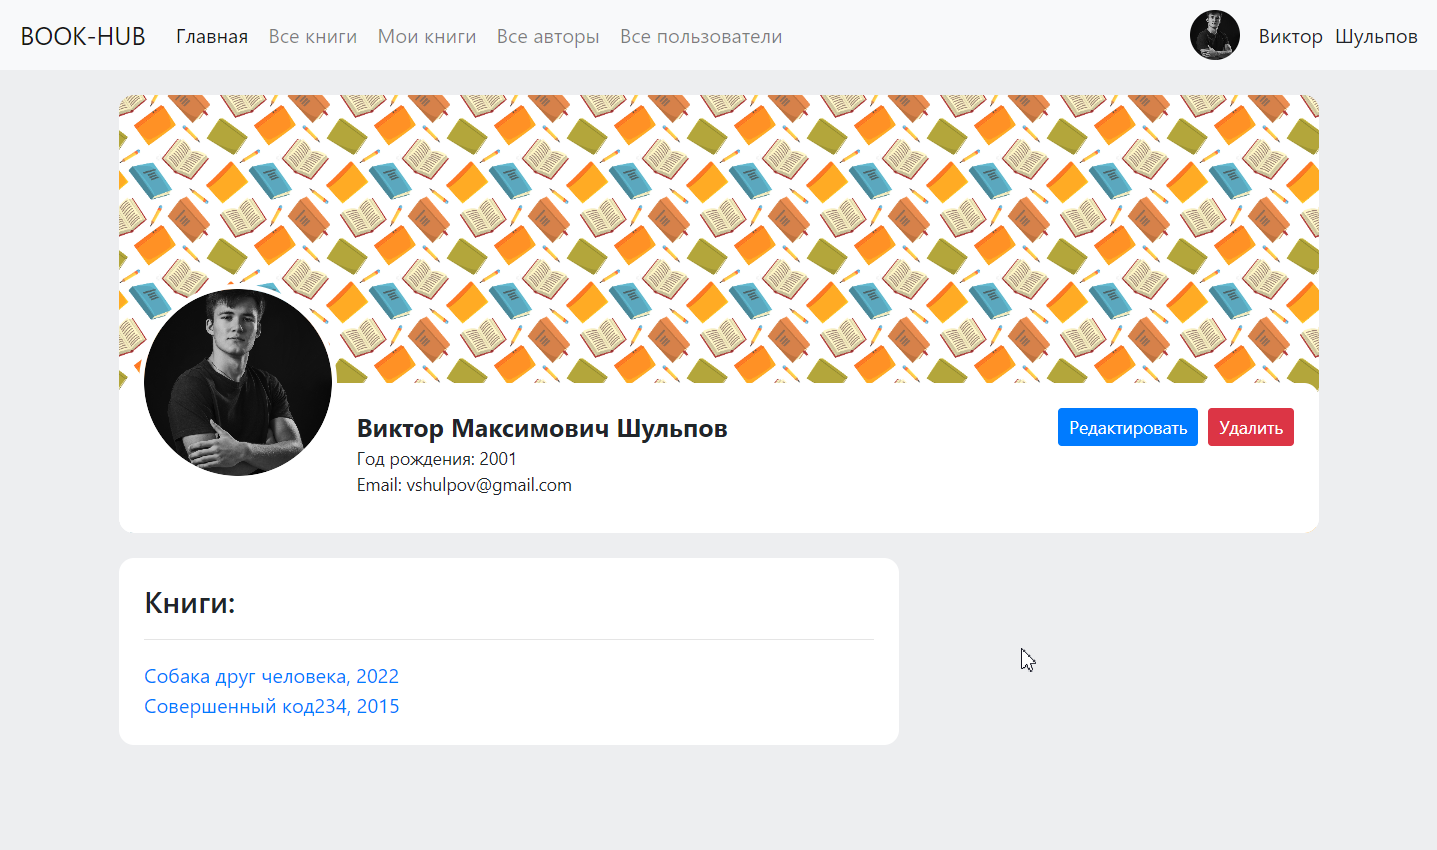 BOOK-HUB Главная Все книги Мои книги Все авторы Все пользователи Виктор Шульпов
Виктор Максимович Шульпов
Год рождения: 2001
Email: vshulpov@gmail.com
Редактировать Удалить
Книги:
Собака друг человека, 2022
Совершенный код234, 2015